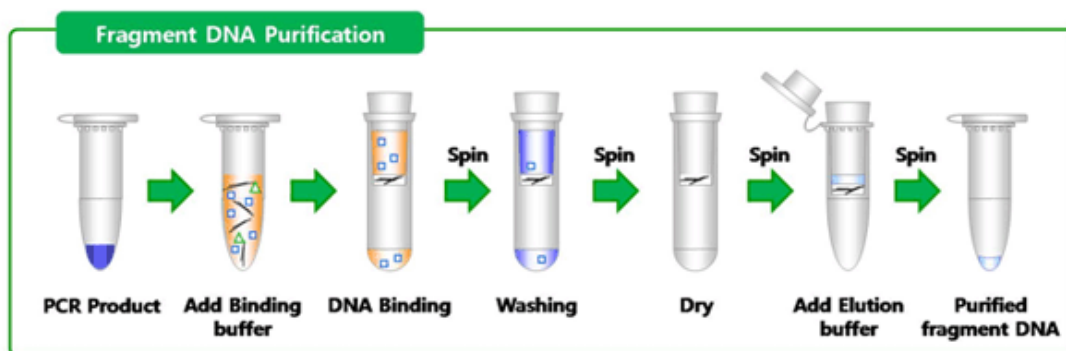 Fragment DNA Purification
Spin
Spin
Spin
Spin
PCR Product
Add Binding
buffer
DNA Binding
Washing
Dry
Add Elution
buffer
Purified
fragment DNA